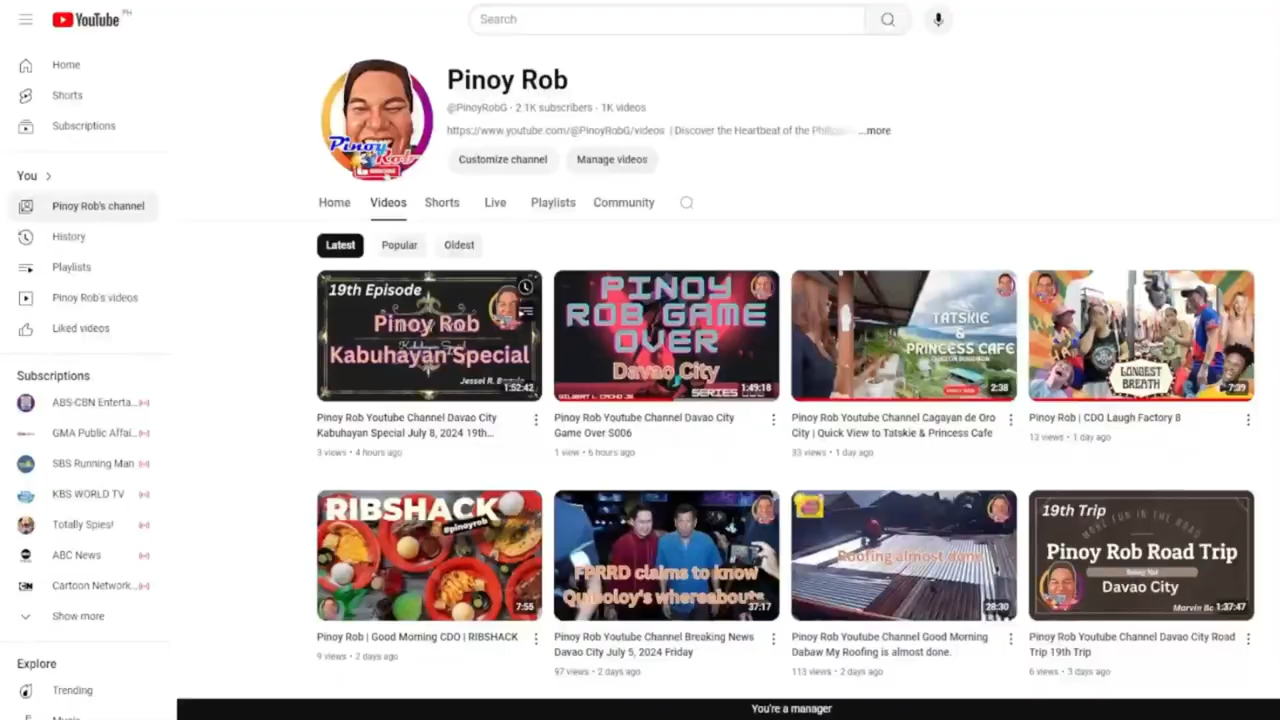 YouTube PH
Search
Home
Shorts
Subscriptions
You
Pinoy Rob's channel
History
Playlists
Pinoy Rob's videos
Liked videos
Subscriptions
ABS-CBN Enterta...
GMA Public Affai...
SBS Running Man
KBS WORLD TV
Totally Spies!
ABC News
Cartoon Network...
Show more
Explore
Trending
Pinoy Rob
@PinoyRobG · 2.1K subscribers · 1K videos
https://www.youtube.com/@PinoyRobG/videos | Discover the Heartbeat of the ...more
Customize channel
Manage videos
Home Videos Shorts Live Playlists Community
Latest Popular Oldest
19th Episode
Pinoy Rob
Kabuhayan Special
1:52:42
Pinoy Rob Youtube Channel Davao City
Kabuhayan Special July 8, 2024 19th...
3 views · 4 hours ago
PINOY
ROB GAME
OVER
Davao City
GILBERT L CACHO JR SERIES
1:49:18
Pinoy Rob Youtube Channel Davao City
Game Over S006
1 view · 6 hours ago
TATSKIE
&
PRINCESS CAFE
2:38
Pinoy Rob Youtube Channel Cagayan de Oro
City | Quick View to Tatskie & Princess Cafe
33 views · 1 day ago
LONGEST
BREATH
7:39
Pinoy Rob | CDO Laugh Factory 8
13 views · 1 day ago
RIBSHACK
#pinoyrob
7:55
Pinoy Rob | Good Morning CDO | RIBSHACK
9 views · 2 days ago
FPRRD claims to know
Quiboloy's whereabouts
37:17
Pinoy Rob Youtube Channel Breaking News
Davao City July 5, 2024 Friday
97 views · 2 days ago
Roofing almost done
28:30
Pinoy Rob Youtube Channel Good Morning
Dabaw My Roofing is almost done.
113 views · 2 days ago
19th Trip
MORE FUN IN THE ROAD
Pinoy Rob Road Trip
Davao City
1:37:47
Pinoy Rob Youtube Channel Davao City Road
Trip 19th Trip
6 views · 3 days ago
You're a manager